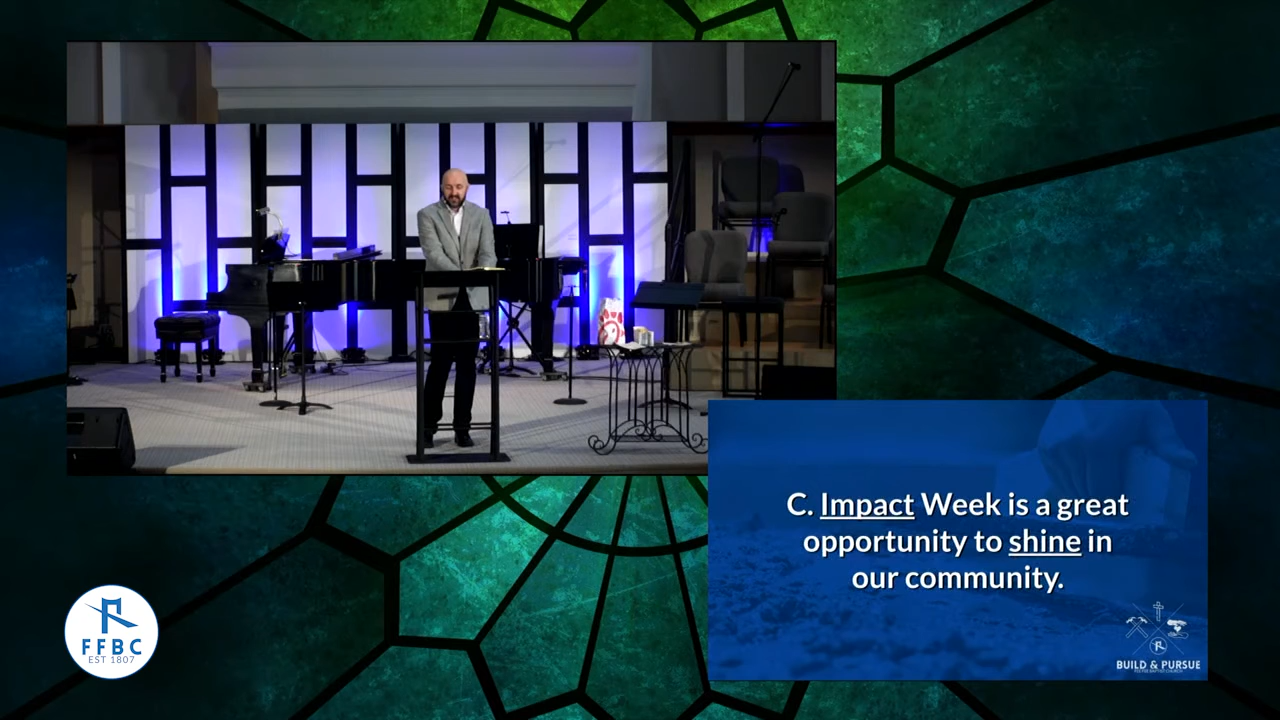 C. Impact Week is a great
opportunity to shine in
our community.
FFBC
EST 1807
BUILD & PURSUE